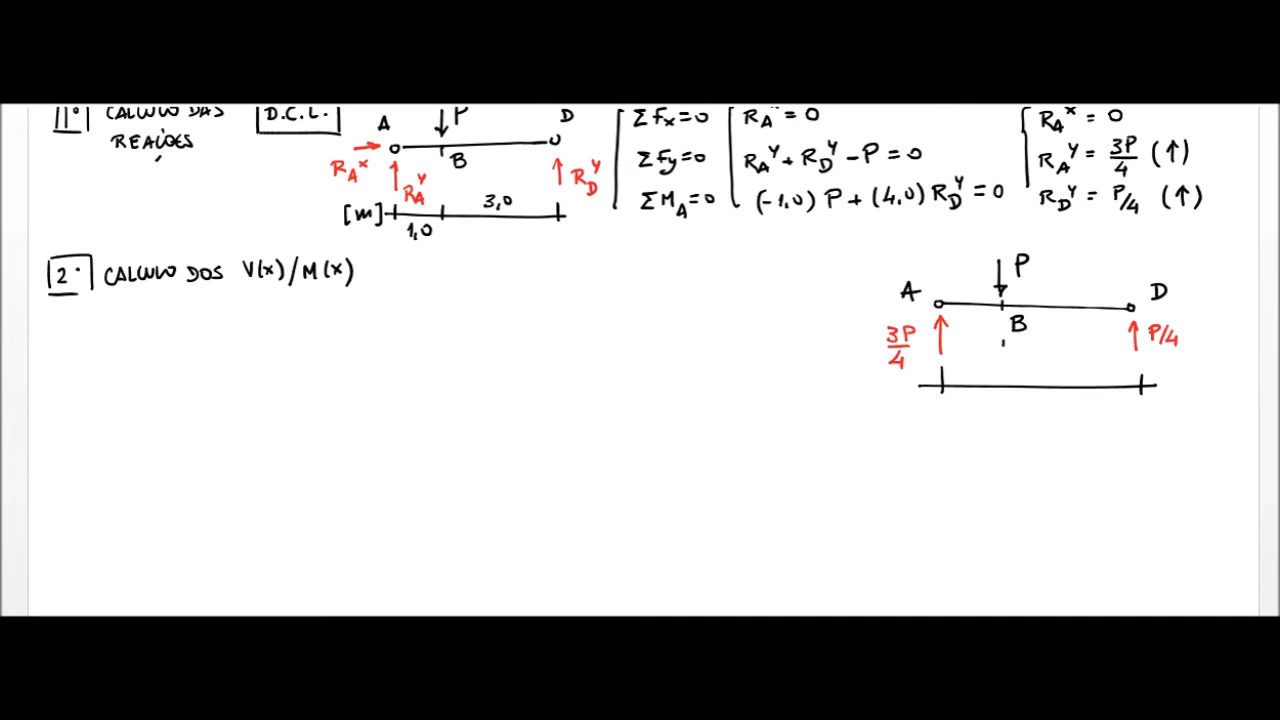 1º CALCULO DAS REAÇÕES
D.C.L.
A P D
B
R_A^x R_A^y R_D^y
[m] 1,0 3,0
Σfx=0 R_A^x = 0 R_A^x = 0
Σfy=0 R_A^y + R_D^y - P = 0 R_A^y = 3P/4 (↑)
ΣM_A=0 (-1,0) P + (4,0) R_D^y = 0 R_D^y = P/4 (↑)
2º CALCULO DOS V(x)/M(x)
P
A D
B
3P/4 P/4